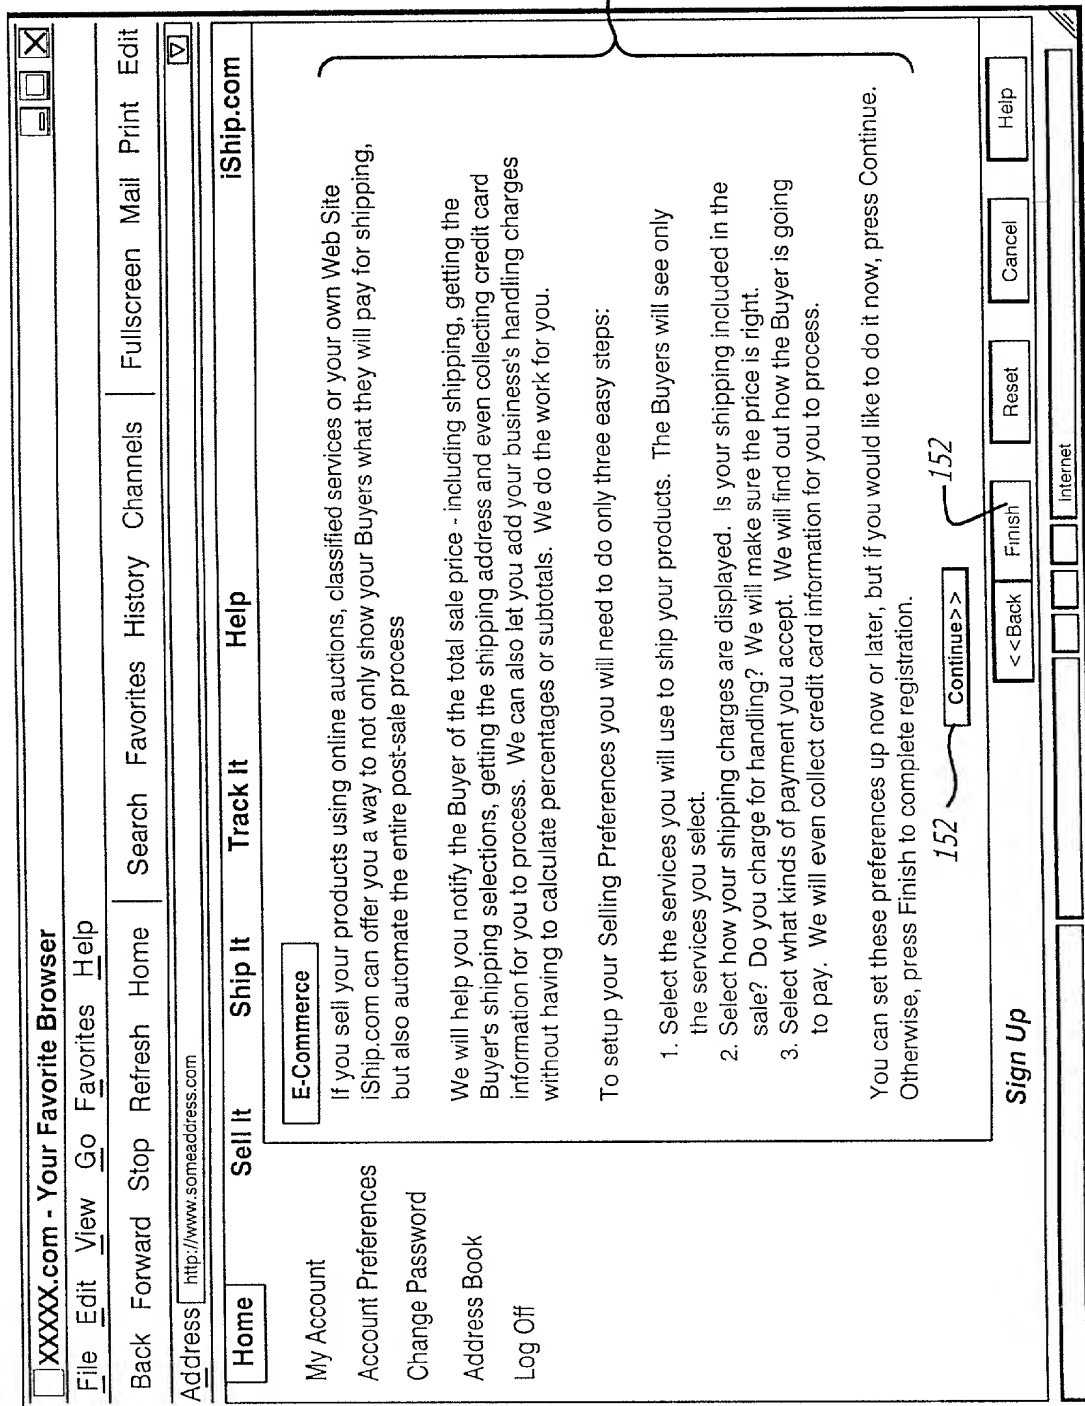 XXXXX.com - Your Favorite Browser
File Edit View Go Favorites Help
Back Forward Stop Refresh Home Search Favorites History Channels Fullscreen Mail Print Edit
Address http://www.someaddress.com
Home Sell It Ship It Track It Help iShip.com
My Account
Account Preferences
Change Password
Address Book
Log Off
E-Commerce
If you sell your products using online auctions, classified services or your own Web Site
iShip.com can offer you a way to not only show your Buyers what they will pay for shipping,
but also automate the entire post-sale process
We will help you notify the Buyer of the total sale price - including shipping, getting the
Buyer's shipping selections, getting the shipping address and even collecting credit card
information for you to process. We can also let you add your business's handling charges
without having to calculate percentages or subtotals. We do the work for you.
To setup your Selling Preferences you will need to do only three easy steps:
1. Select the services you will use to ship your products. The Buyers will see only
the services you select.
2. Select how your shipping charges are displayed. Is your shipping included in the
sale? Do you charge for handling? We will make sure the price is right.
3. Select what kinds of payment you accept. We will find out how the Buyer is going
to pay. We will even collect credit card information for you to process.
You can set these preferences up now or later, but if you would like to do it now, press Continue.
Otherwise, press Finish to complete registration.
152 Continue>> 152
Sign Up <<Back Finish Reset Cancel Help
Internet